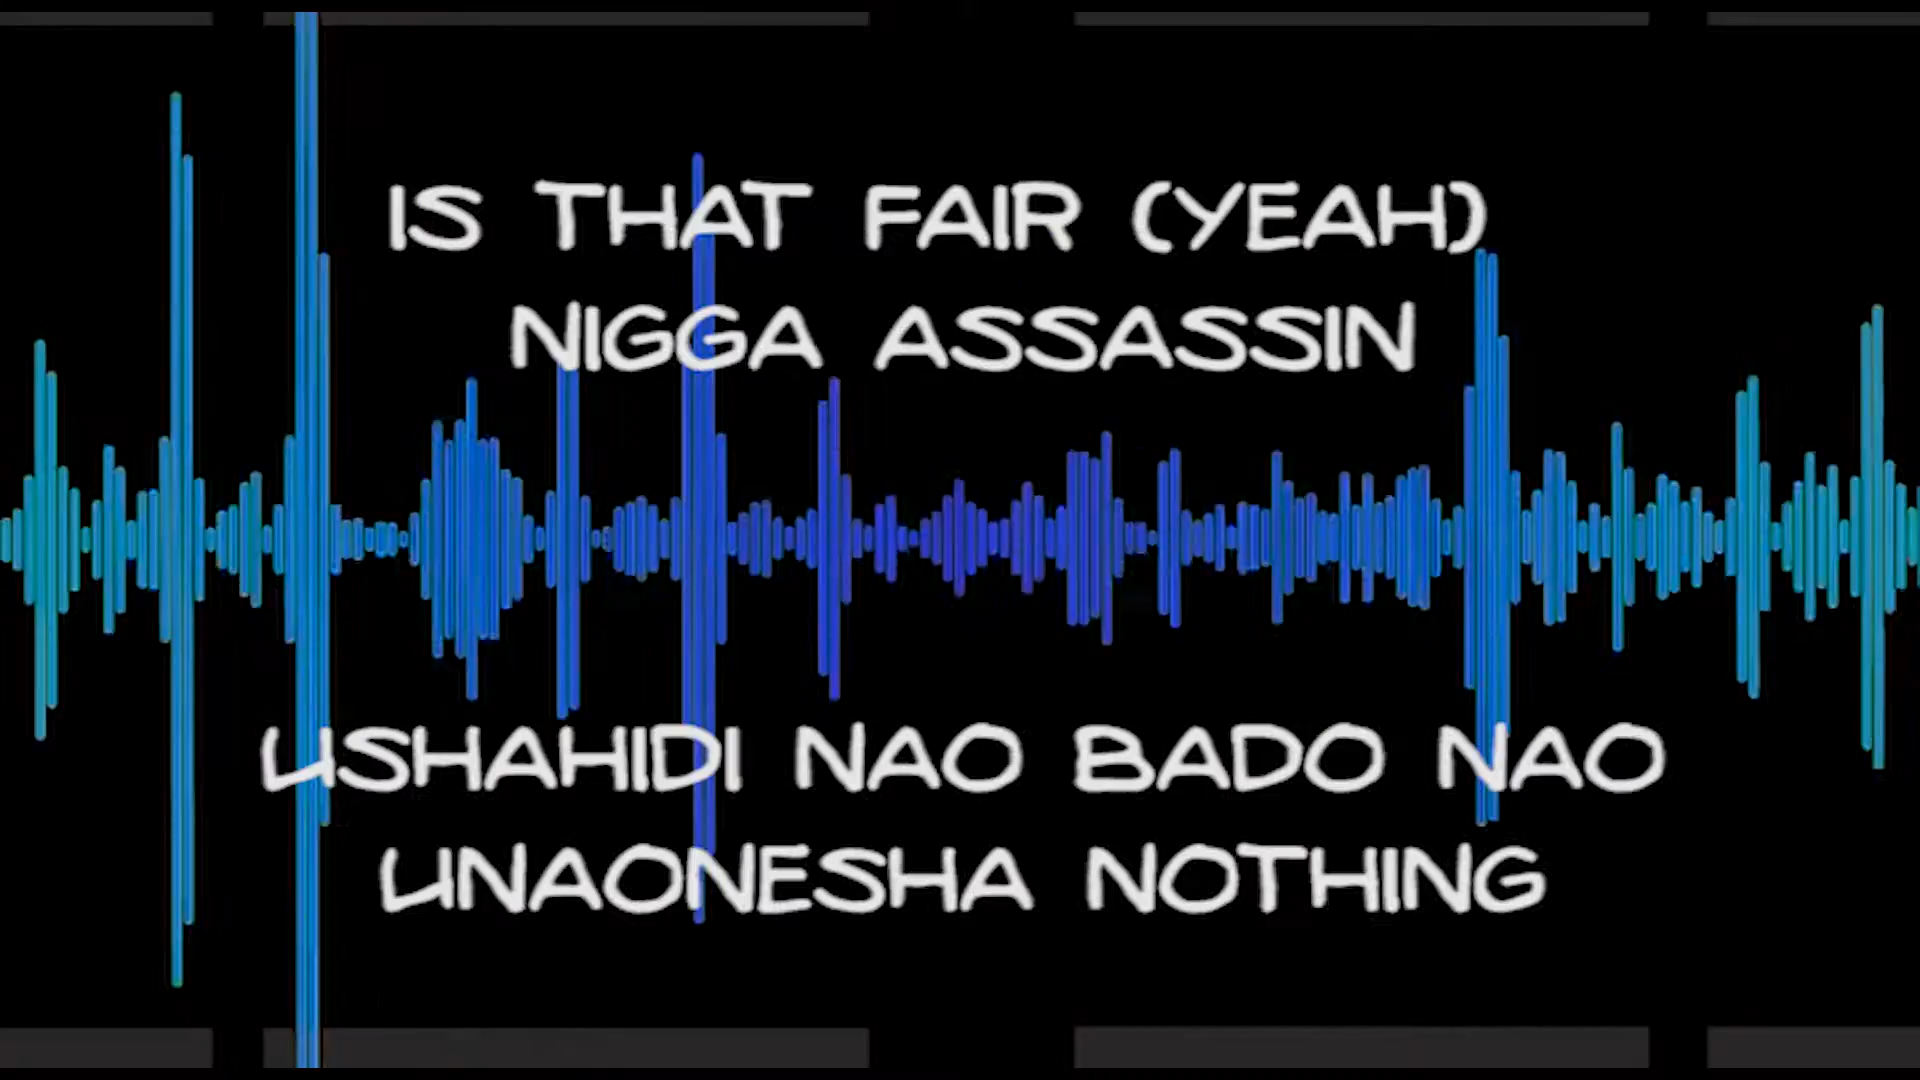 IS THAT FAIR (YEAH)
NIGGA ASSASSIN
USHAHIDI NAO BADO NAO
UNAONESHA NOTHING